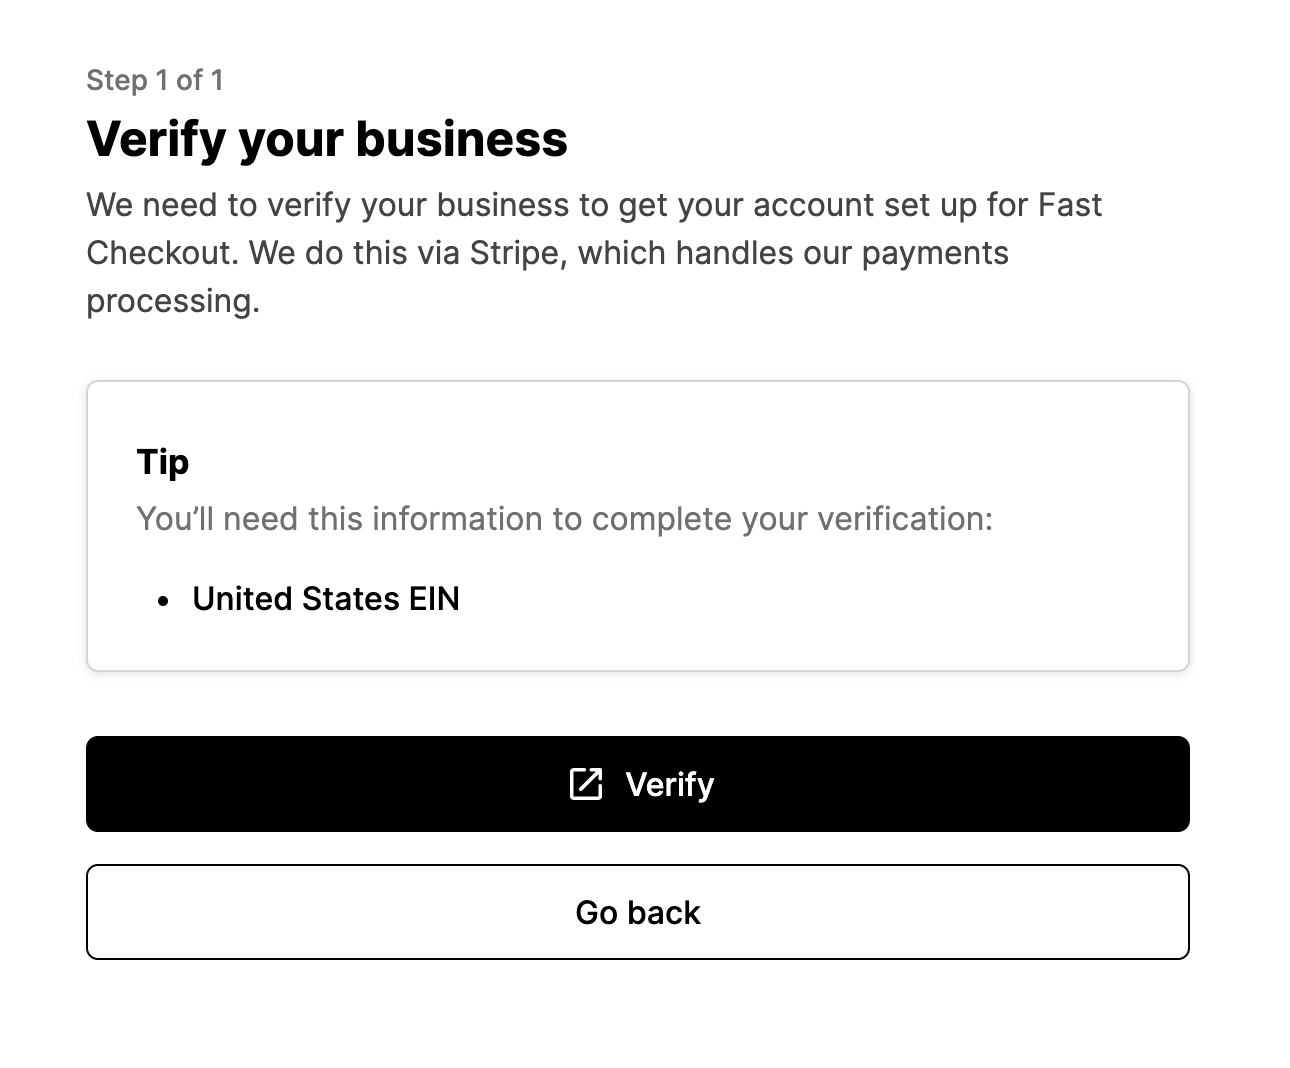 Step 1 of 1
Verify your business
We need to verify your business to get your account set up for Fast
Checkout. We do this via Stripe, which handles our payments
processing.
Tip
You’ll need this information to complete your verification:
• United States EIN
Verify
Go back